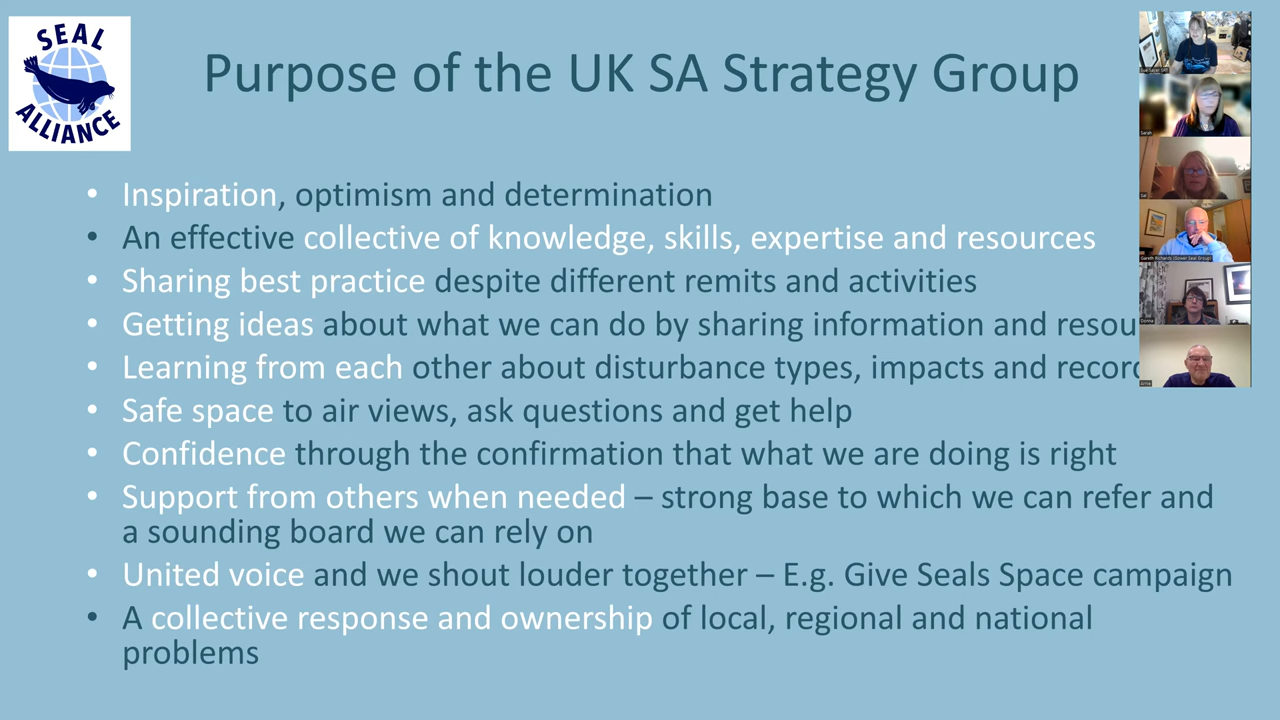 SEAL
ALLIANCE
Purpose of the UK SA Strategy Group
• Inspiration, optimism and determination
• An effective collective of knowledge, skills, expertise and resources
• Sharing best practice despite different remits and activities
• Getting ideas about what we can do by sharing information and resou
• Learning from each other about disturbance types, impacts and record
• Safe space to air views, ask questions and get help
• Confidence through the confirmation that what we are doing is right
• Support from others when needed – strong base to which we can refer and
a sounding board we can rely on
• United voice and we shout louder together – E.g. Give Seals Space campaign
• A collective response and ownership of local, regional and national
problems
Sarah
Gareth Richards